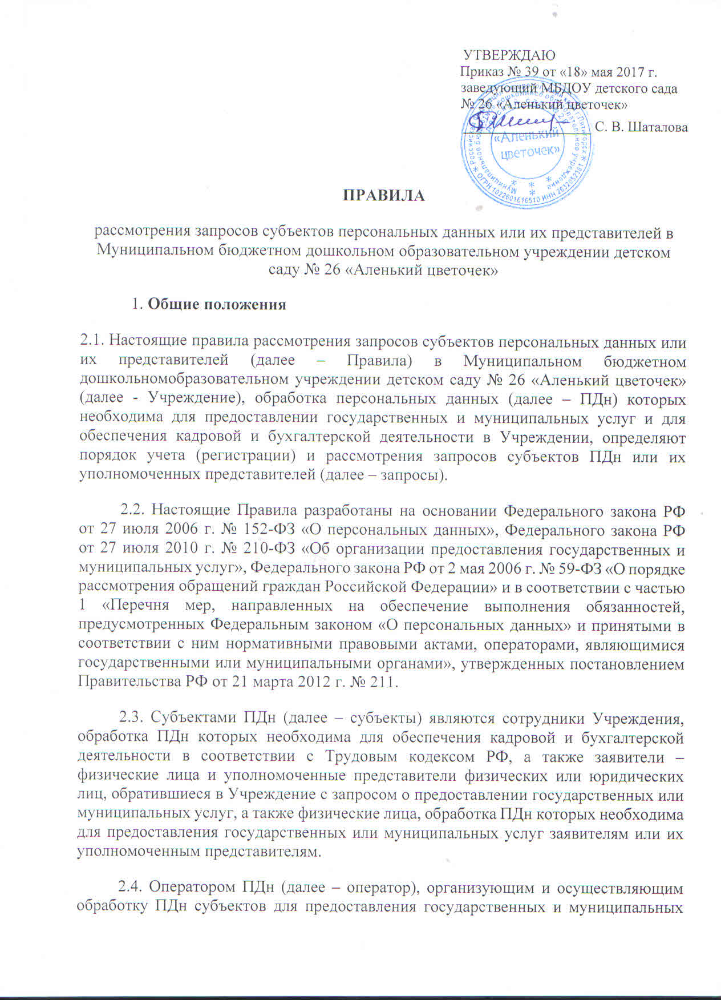 УТВЕРЖДАЮ
Приказ № 39 от «18» мая 2017 г.
заведующий МБДОУ детского сада
№ 26 «Аленький цветочек»
С. В. Шаталова
«Аленький
цветочек»
ОГРН 1022601616510 ИНН 2632052381
ПРАВИЛА
рассмотрения запросов субъектов персональных данных или их представителей в
Муниципальном бюджетном дошкольном образовательном учреждении детском
саду № 26 «Аленький цветочек»
1. Общие положения
2.1. Настоящие правила рассмотрения запросов субъектов персональных данных или
их представителей (далее – Правила) в Муниципальном бюджетном
дошкольномобразовательном учреждении детском саду № 26 «Аленький цветочек»
(далее - Учреждение), обработка персональных данных (далее – ПДн) которых
необходима для предоставлении государственных и муниципальных услуг и для
обеспечения кадровой и бухгалтерской деятельности в Учреждении, определяют
порядок учета (регистрации) и рассмотрения запросов субъектов ПДн или их
уполномоченных представителей (далее – запросы).
2.2. Настоящие Правила разработаны на основании Федерального закона РФ
от 27 июля 2006 г. № 152-ФЗ «О персональных данных», Федерального закона РФ
от 27 июля 2010 г. № 210-ФЗ «Об организации предоставления государственных и
муниципальных услуг», Федерального закона РФ от 2 мая 2006 г. № 59-ФЗ «О порядке
рассмотрения обращений граждан Российской Федерации» и в соответствии с частью
1 «Перечня мер, направленных на обеспечение выполнения обязанностей,
предусмотренных Федеральным законом «О персональных данных» и принятыми в
соответствии с ним нормативными правовыми актами, операторами, являющимися
государственными или муниципальными органами», утвержденных постановлением
Правительства РФ от 21 марта 2012 г. № 211.
2.3. Субъектами ПДн (далее – субъекты) являются сотрудники Учреждения,
обработка ПДн которых необходима для обеспечения кадровой и бухгалтерской
деятельности в соответствии с Трудовым кодексом РФ, а также заявители –
физические лица и уполномоченные представители физических или юридических
лиц, обратившиеся в Учреждение с запросом о предоставлении государственных или
муниципальных услуг, а также физические лица, обработка ПДн которых необходима
для предоставления государственных или муниципальных услуг заявителям или их
уполномоченным представителям.
2.4. Оператором ПДн (далее – оператор), организующим и осуществляющим
обработку ПДн субъектов для предоставления государственных и муниципальных